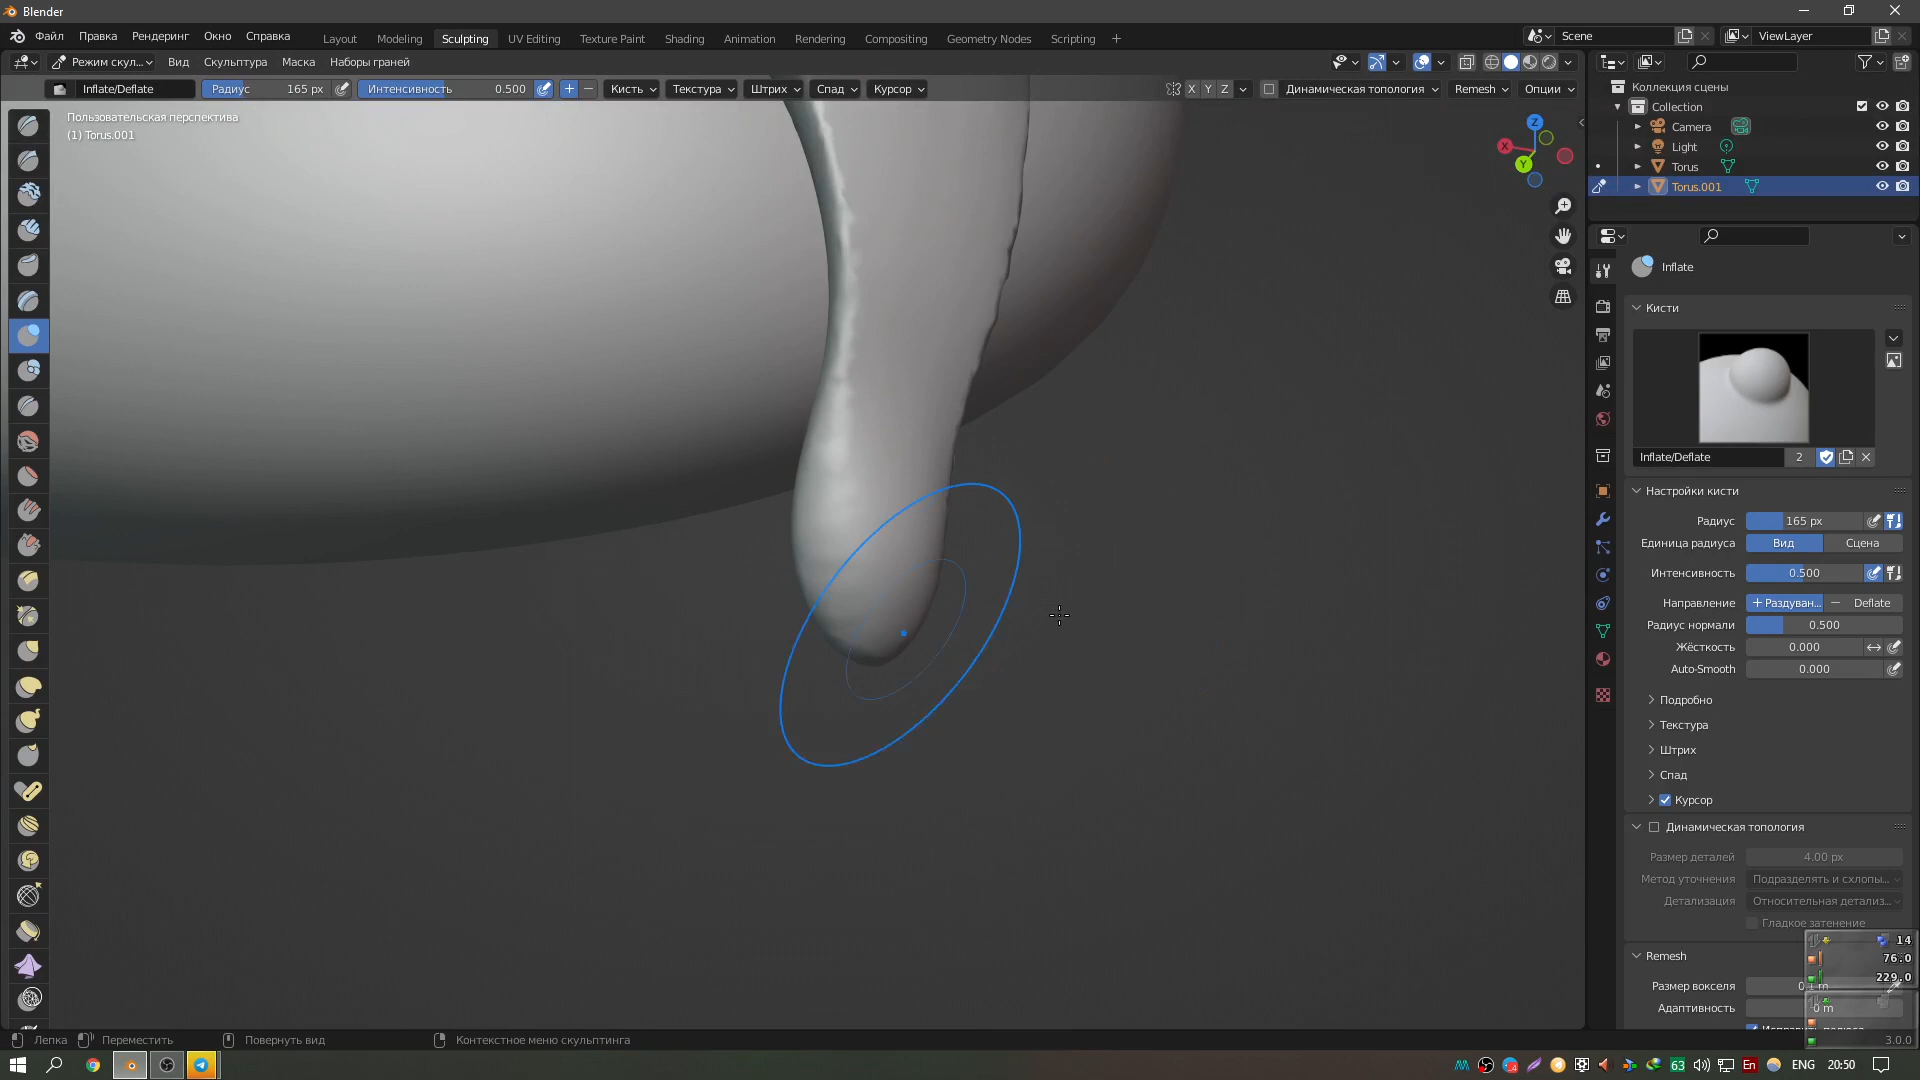 Blender
Файл Правка Рендеринг Окно Справка Layout Modeling Sculpting UV Editing Texture Paint Shading Animation Rendering Compositing Geometry Nodes Scripting + Scene ViewLayer
Режим скул... Вид Скульптура Маска Наборы граней
Inflate/Deflate Радиус 165 px Интенсивность 0.500 Кисть Текстура Штрих Спад Курсор X Y Z Динамическая топология Remesh Опции
Пользовательская перспектива
(1) Torus.001
Z
X
Y
Коллекция сцены
Collection
Camera
Light
Torus
Torus.001
Inflate
Кисти
Inflate/Deflate 2
Настройки кисти
Радиус 165 px
Единица радиуса Вид Сцена
Интенсивность 0.500
Направление + Раздуван... − Deflate
Радиус нормали 0.500
Жёсткость 0.000
Auto-Smooth 0.000
Подробно
Текстура
Штрих
Спад
Курсор
Динамическая топология
Размер деталей 4.00 px
Метод уточнения Подразделять и схлопы...
Детализация Относительная детализ...
Гладкое затенение
Remesh
Размер вокселя
Адаптивность 0 m
14
76.0
229.0
3.0.0
Лепка Переместить Повернуть вид Контекстное меню скульптинга
63 En ENG 20:50